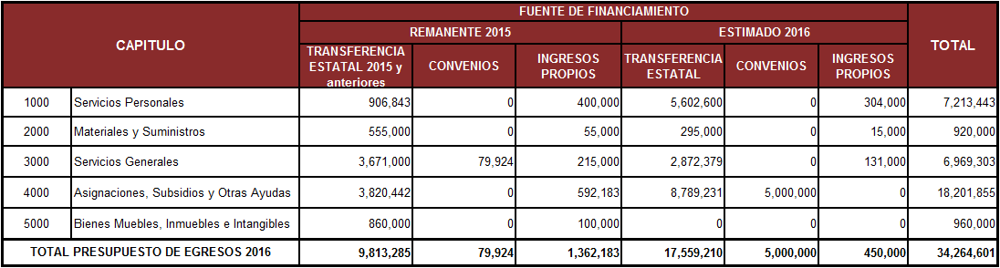 FUENTE DE FINANCIAMIENTO
CAPITULO REMANENTE 2015 ESTIMADO 2016 TOTAL
TRANSFERENCIA ESTATAL 2015 y anteriores CONVENIOS INGRESOS PROPIOS TRANSFERENCIA ESTATAL CONVENIOS INGRESOS PROPIOS
1000 Servicios Personales 906,843 0 400,000 5,602,600 0 304,000 7,213,443
2000 Materiales y Suministros 555,000 0 55,000 295,000 0 15,000 920,000
3000 Servicios Generales 3,671,000 79,924 215,000 2,872,379 0 131,000 6,969,303
4000 Asignaciones, Subsidios y Otras Ayudas 3,820,442 0 592,183 8,789,231 5,000,000 0 18,201,855
5000 Bienes Muebles, Inmuebles e Intangibles 860,000 100,000 0 0 0 960,000
TOTAL PRESUPUESTO DE EGRESOS 2016 9,813,285 79,924 1,362,183 17,559,210 5,000,000 450,000 34,264,601